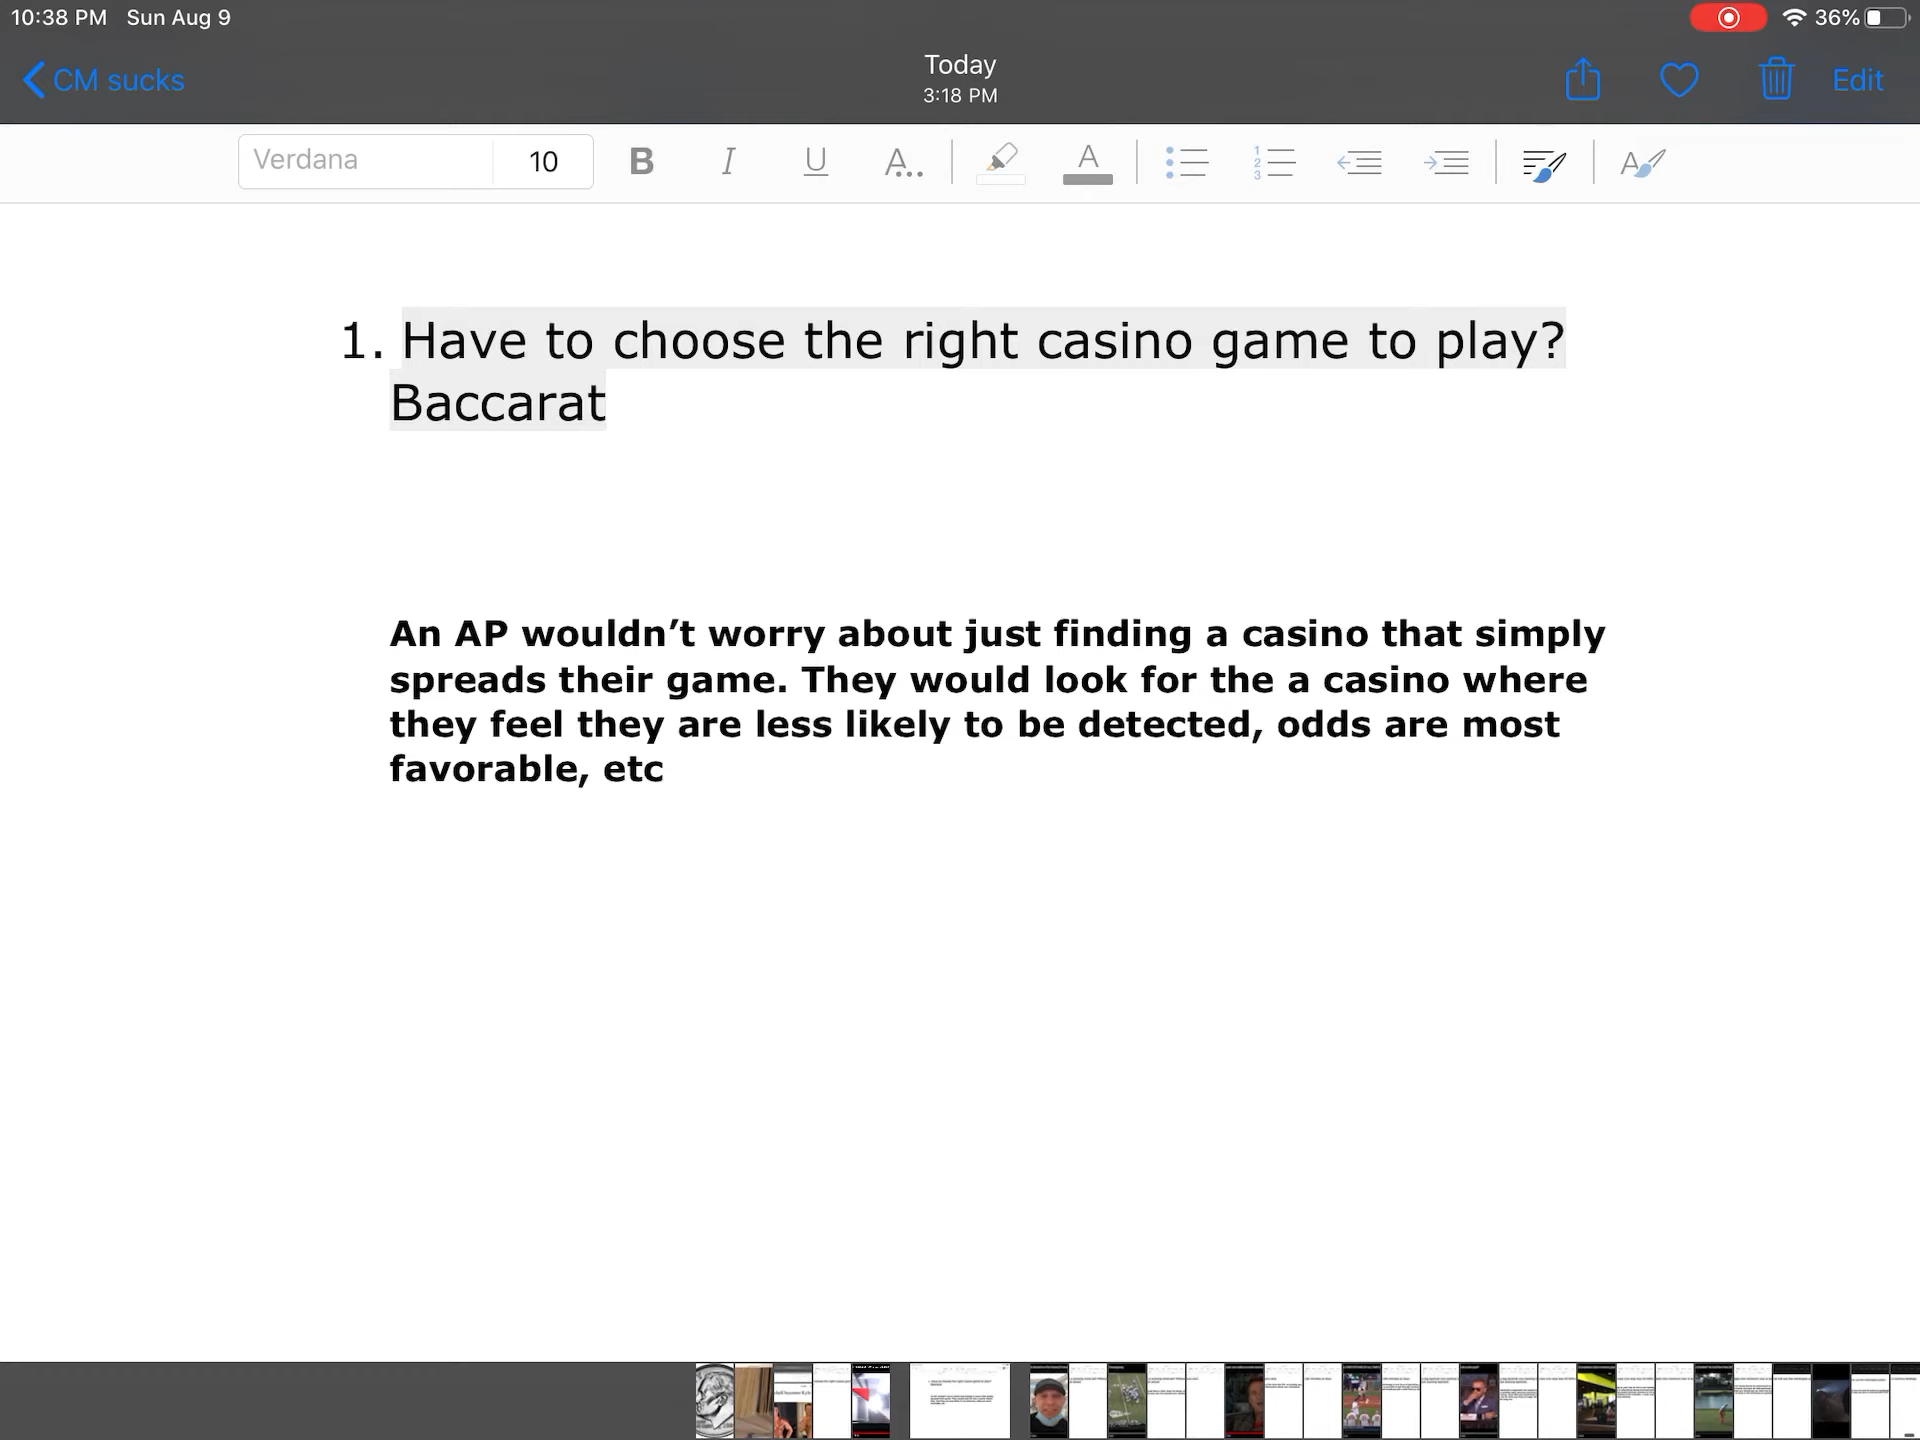 10:38 PM Sun Aug 9
36%
CM sucks
Today
3:18 PM
Edit
Verdana
10
B I U A...
A
A
1. Have to choose the right casino game to play?
Baccarat
An AP wouldn't worry about just finding a casino that simply
spreads their game. They would look for the a casino where
they feel they are less likely to be detected, odds are most
favorable, etc